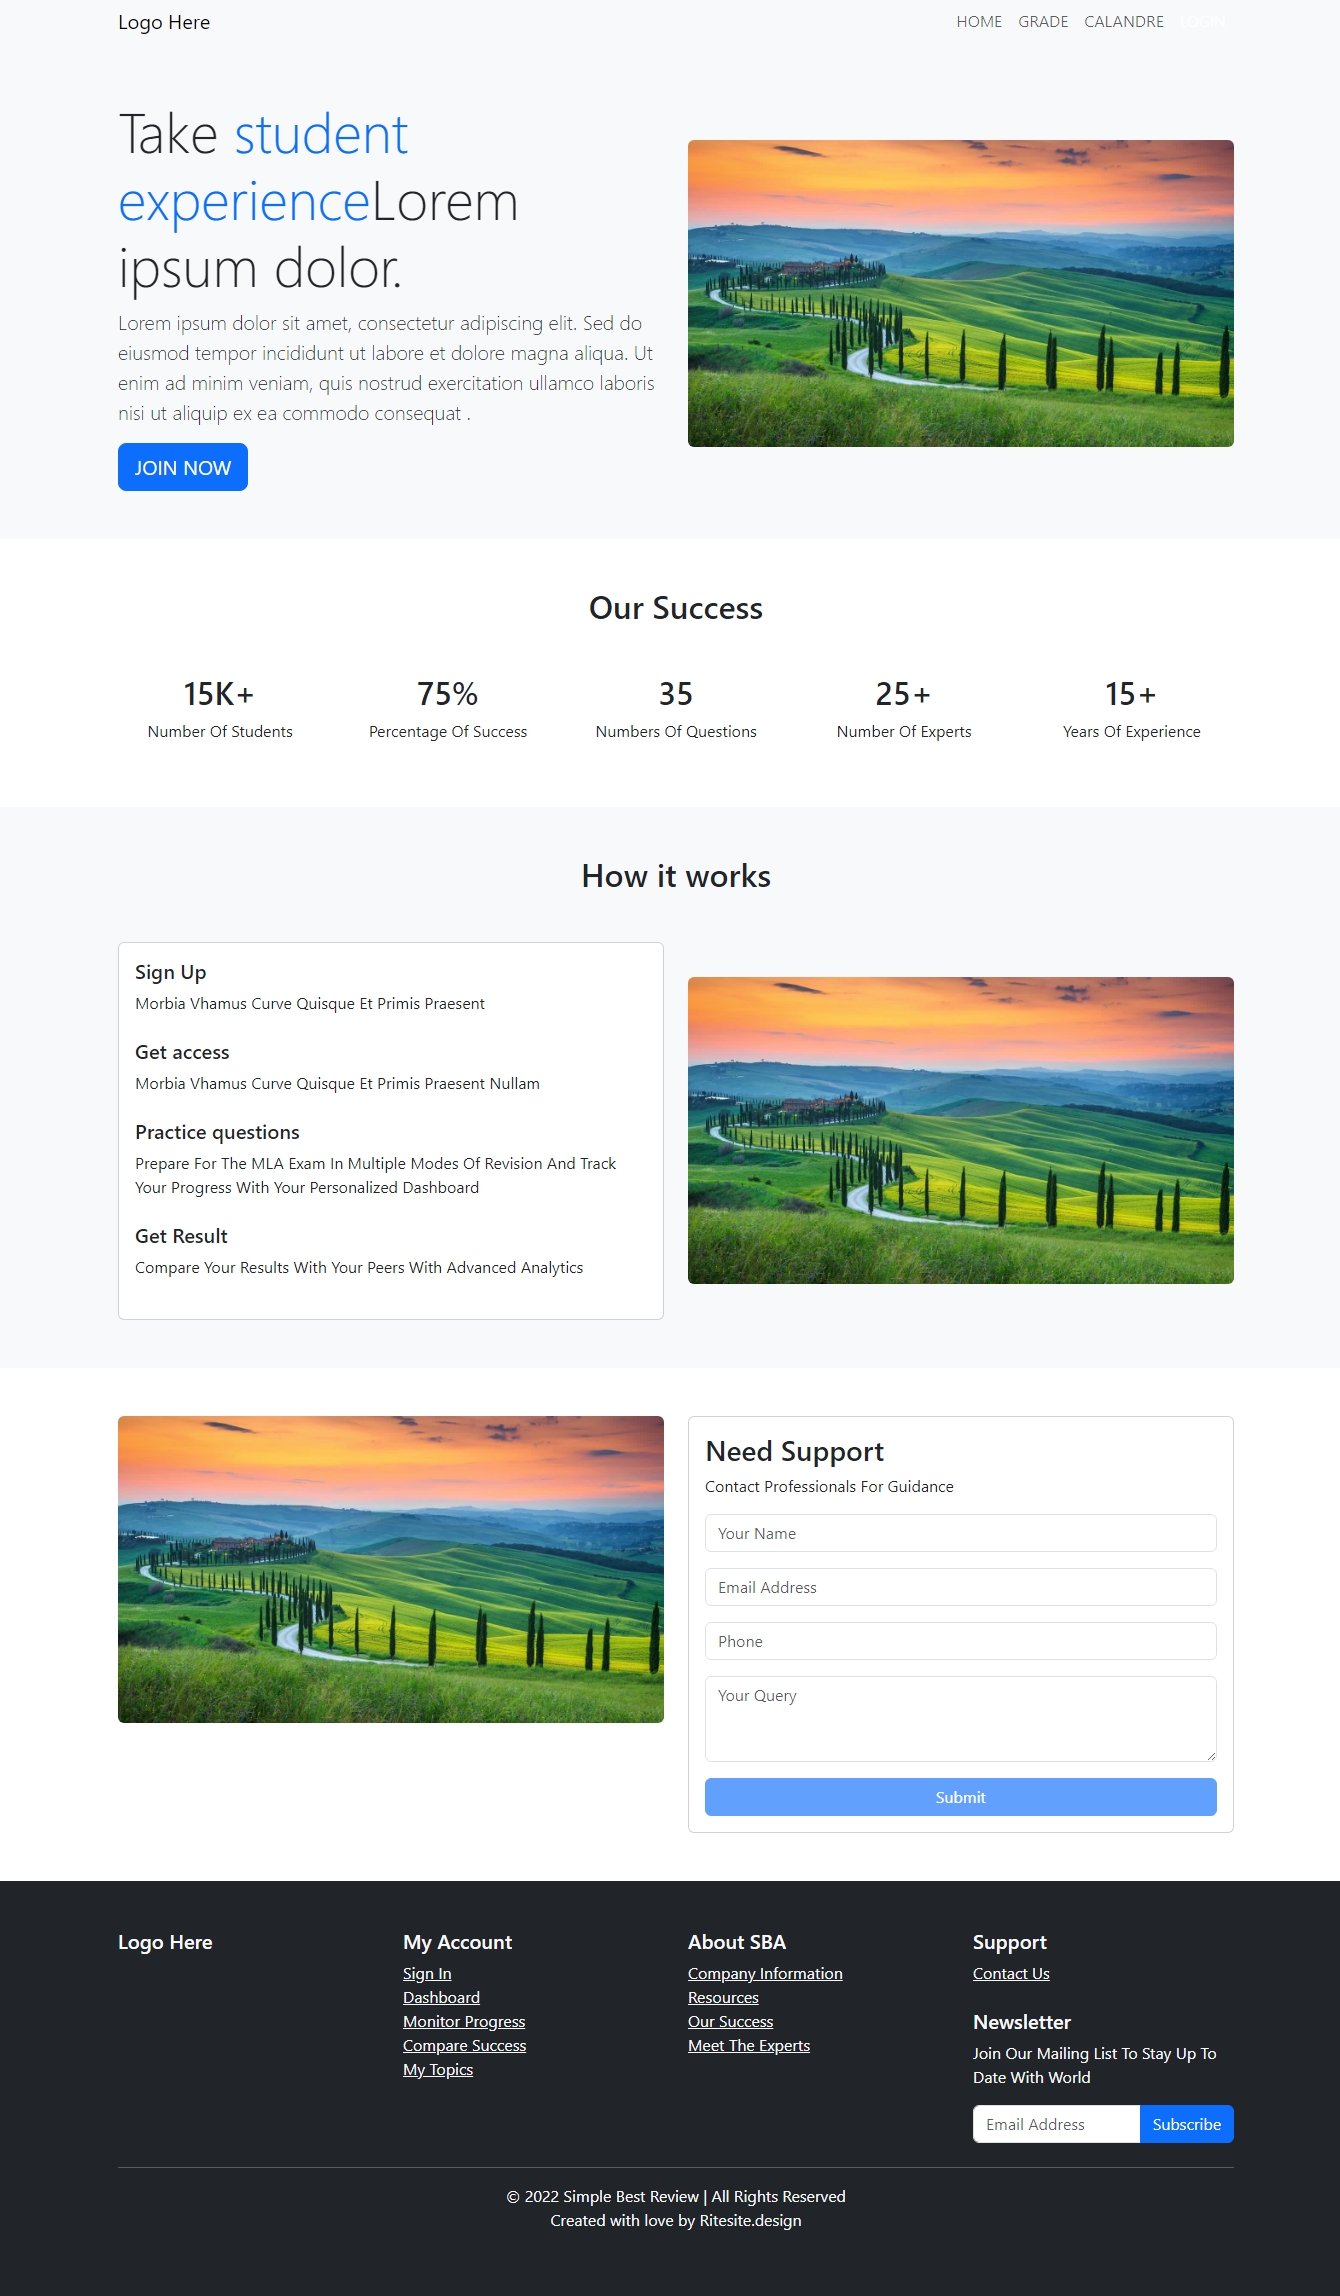 Logo Here
HOME GRADE CALANDRE LOGIN
Take student
experienceLorem
ipsum dolor.
Lorem ipsum dolor sit amet, consectetur adipiscing elit. Sed do
eiusmod tempor incididunt ut labore et dolore magna aliqua. Ut
enim ad minim veniam, quis nostrud exercitation ullamco laboris
nisi ut aliquip ex ea commodo consequat .
JOIN NOW
Our Success
15K+
Number Of Students
75%
Percentage Of Success
35
Numbers Of Questions
25+
Number Of Experts
15+
Years Of Experience
How it works
Sign Up
Morbia Vhamus Curve Quisque Et Primis Praesent
Get access
Morbia Vhamus Curve Quisque Et Primis Praesent Nullam
Practice questions
Prepare For The MLA Exam In Multiple Modes Of Revision And Track
Your Progress With Your Personalized Dashboard
Get Result
Compare Your Results With Your Peers With Advanced Analytics
Need Support
Contact Professionals For Guidance
Your Name
Email Address
Phone
Your Query
Submit
Logo Here
My Account
Sign In
Dashboard
Monitor Progress
Compare Success
My Topics
About SBA
Company Information
Resources
Our Success
Meet The Experts
Support
Contact Us
Newsletter
Join Our Mailing List To Stay Up To
Date With World
Email Address
Subscribe
© 2022 Simple Best Review | All Rights Reserved
Created with love by Ritesite.design